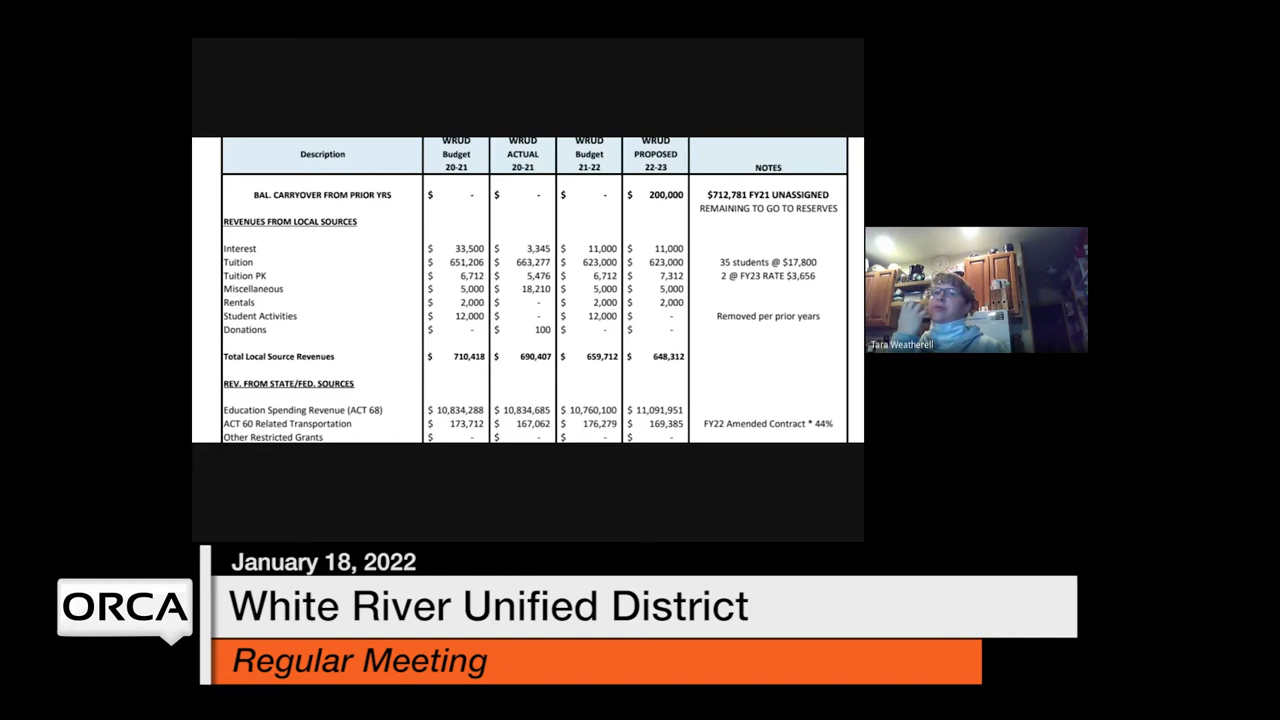 WRUD WRUD WRUD WRUD
Description Budget ACTUAL Budget PROPOSED
20-21 20-21 21-22 22-23 NOTES
BAL. CARRYOVER FROM PRIOR YRS $ - $ - $ - $ 200,000 $712,781 FY21 UNASSIGNED
REMAINING TO GO TO RESERVES
REVENUES FROM LOCAL SOURCES
Interest $ 33,500 $ 3,345 $ 11,000 $ 11,000
Tuition $ 651,206 $ 663,277 $ 623,000 $ 623,000 35 students @ $17,800
Tuition PK $ 6,712 $ 5,476 $ 6,712 $ 7,312 2 @ FY23 RATE $3,656
Miscellaneous $ 5,000 $ 18,210 $ 5,000 $ 5,000
Rentals $ 2,000 $ - $ 2,000 $ 2,000
Student Activities $ 12,000 $ - $ 12,000 $ - Removed per prior years
Donations $ - $ 100 $ - $ -
Total Local Source Revenues $ 710,418 $ 690,407 $ 659,712 $ 648,312
REV. FROM STATE/FED. SOURCES
Education Spending Revenue (ACT 68) $ 10,834,288 $ 10,834,685 $ 10,760,100 $ 11,091,951
ACT 60 Related Transportation $ 173,712 $ 167,062 $ 176,279 $ 169,385 FY22 Amended Contract * 44%
Other Restricted Grants $ - $ - $ - $ -
Tara Weatherell
January 18, 2022
ORCA
White River Unified District
Regular Meeting